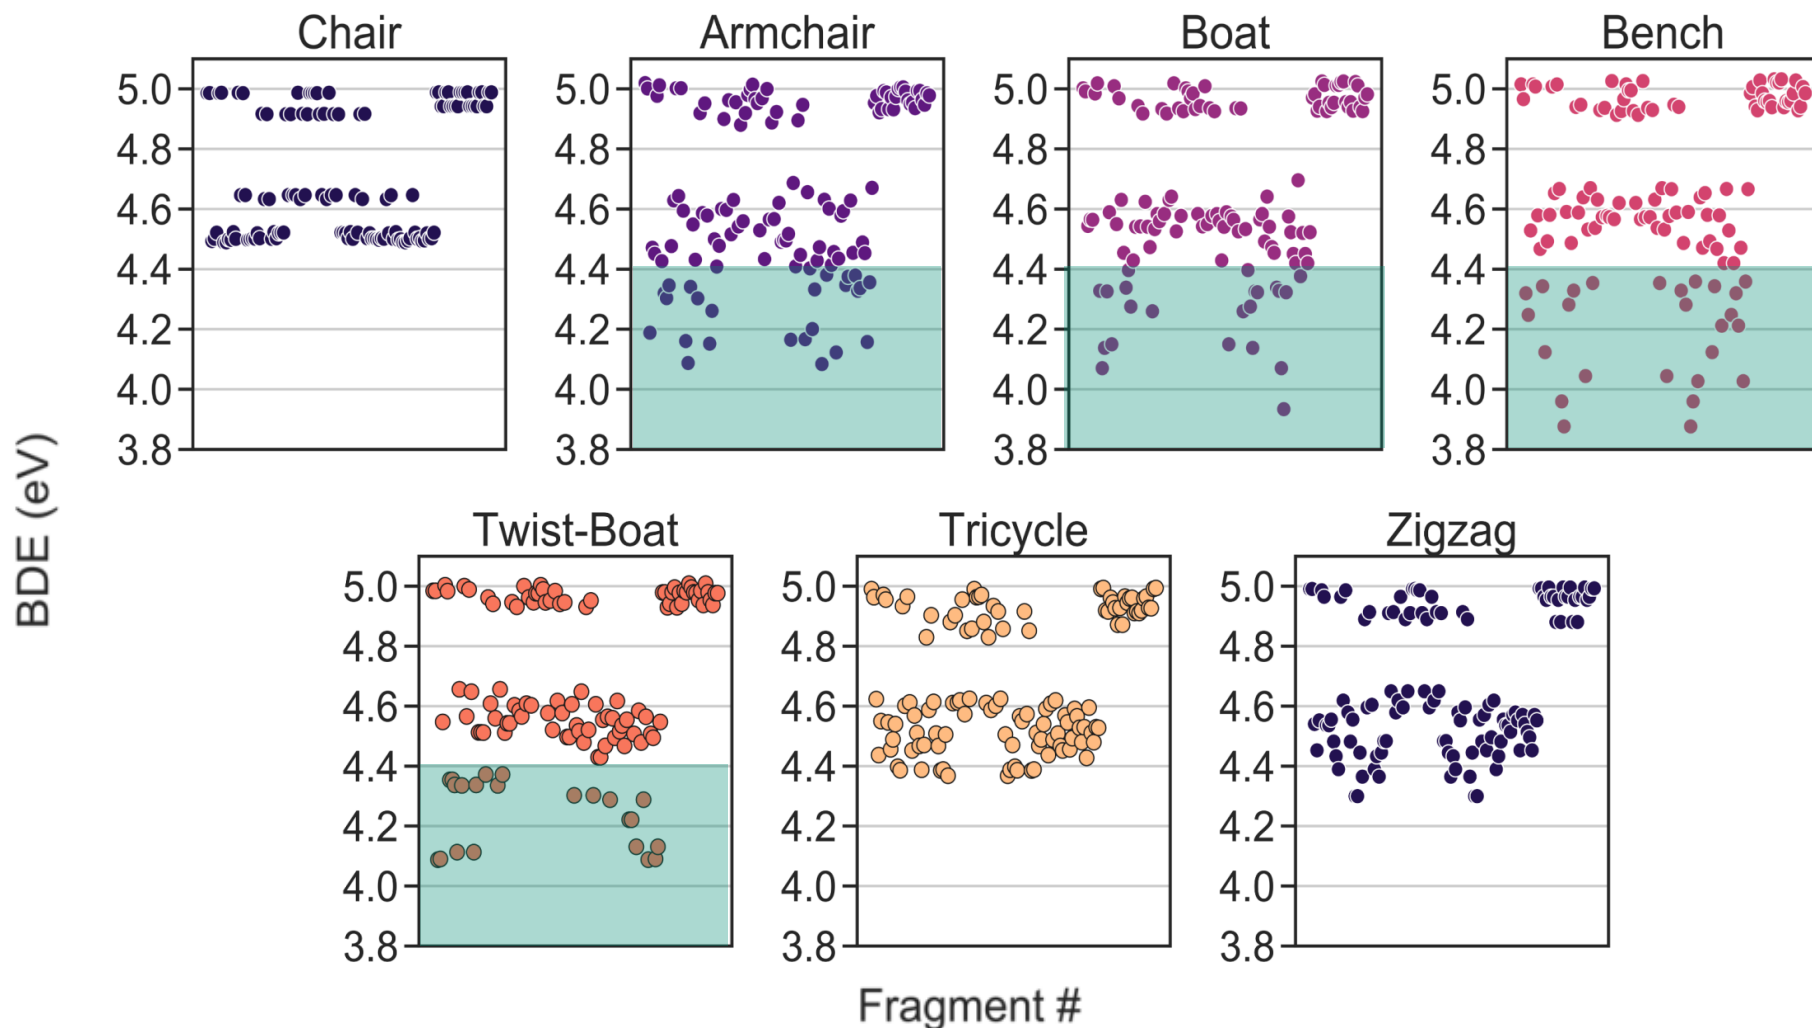 Chair Armchair Boat Bench
5.0 5.0 5.0 5.0
4.8 4.8 4.8 4.8
4.6 4.6 4.6 4.6
4.4 4.4 4.4 4.4
4.2 4.2 4.2 4.2
4.0 4.0 4.0 4.0
3.8 3.8 3.8 3.8
BDE (eV)
Twist-Boat Tricycle Zigzag
5.0 5.0 5.0
4.8 4.8 4.8
4.6 4.6 4.6
4.4 4.4 4.4
4.2 4.2 4.2
4.0 4.0 4.0
3.8 3.8 3.8
Fragment #